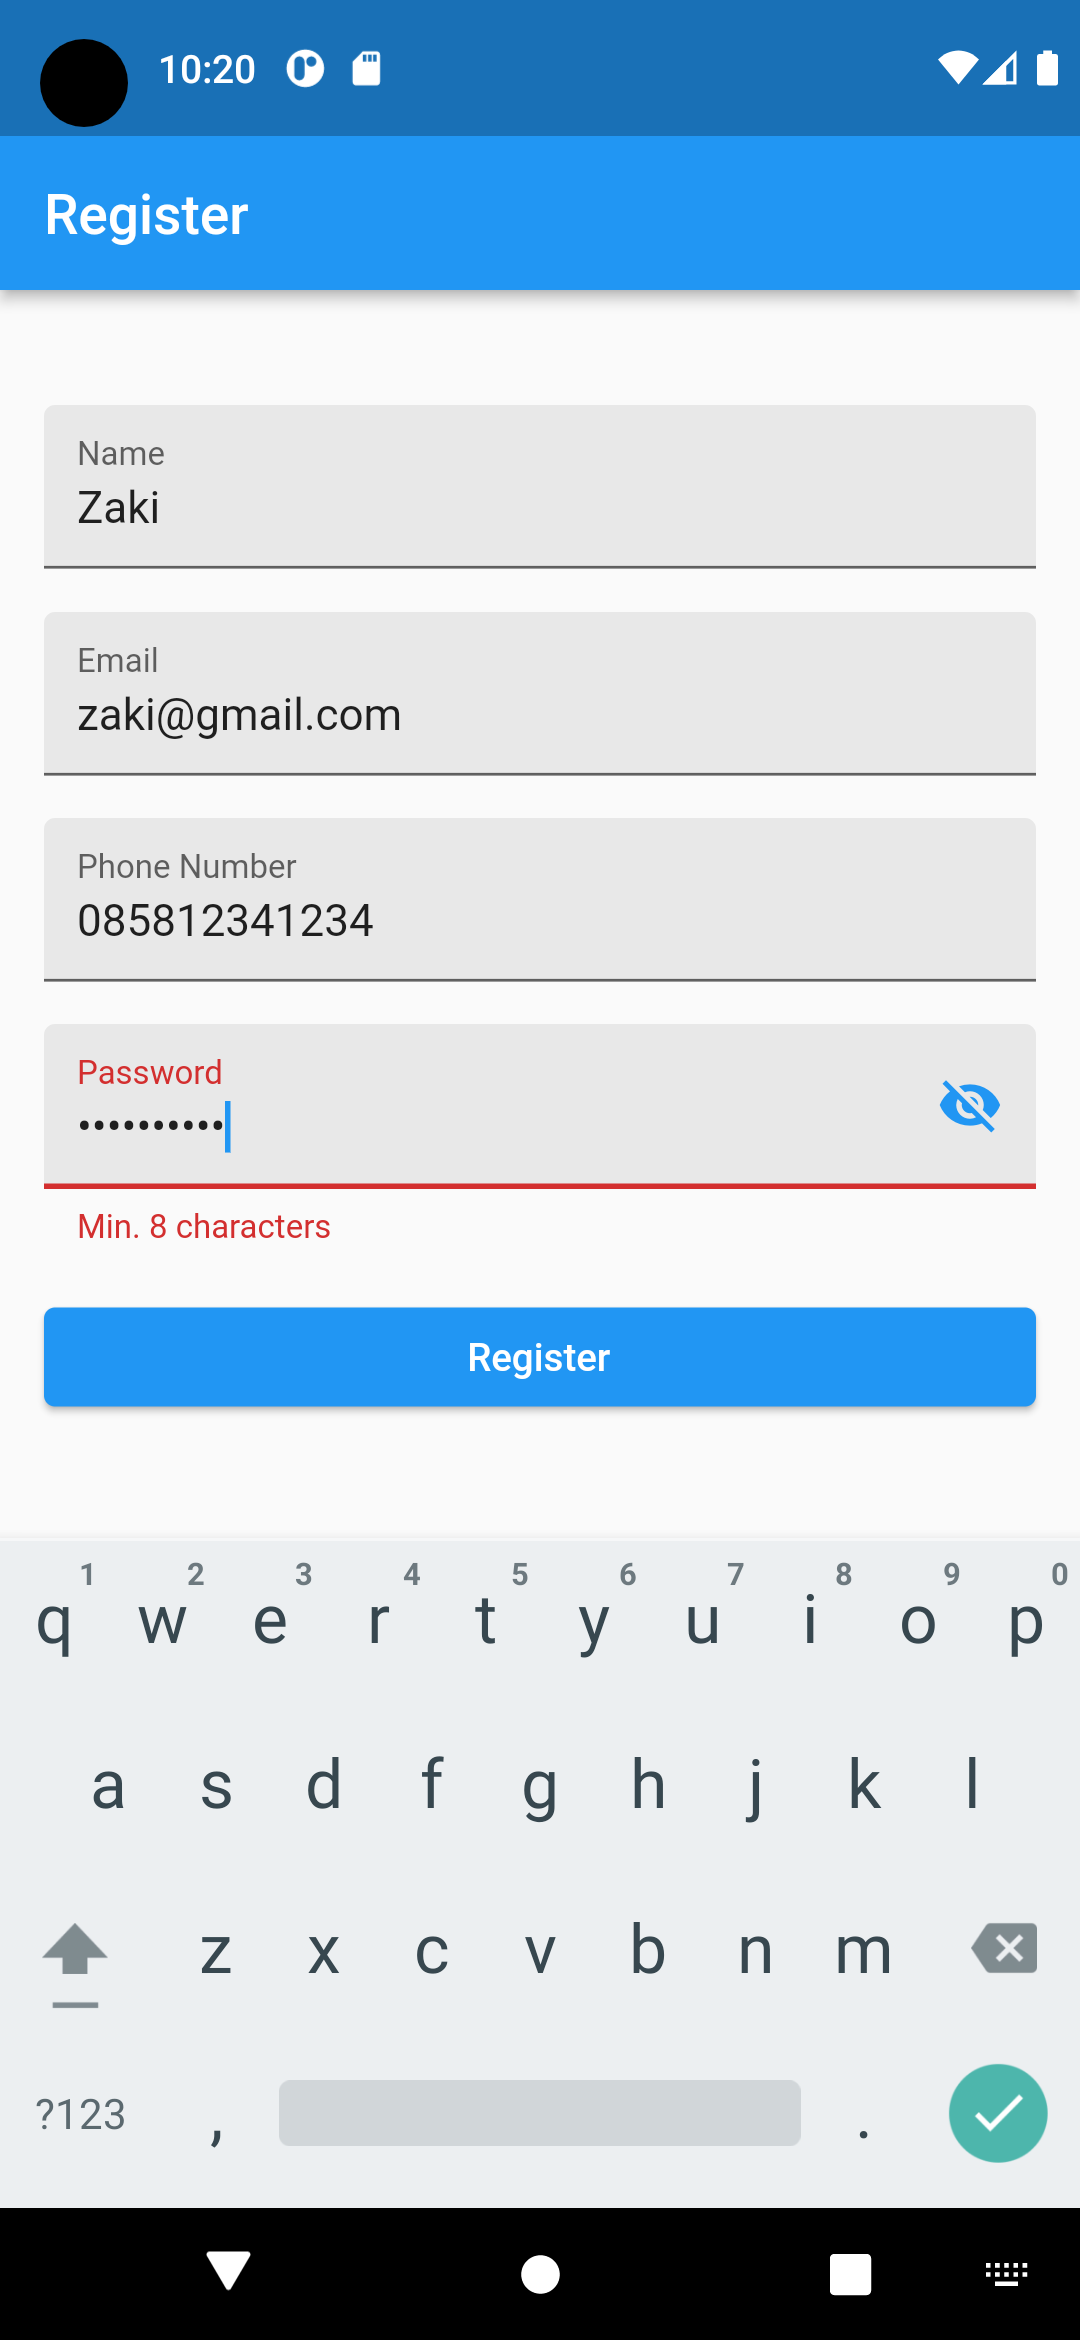 10:20
Register
Name
Zaki
Email
zaki@gmail.com
Phone Number
085812341234
Password
••••••••••
Min. 8 characters
Register
1 2 3 4 5 6 7 8 9 0
q w e r t y u i o p
a s d f g h j k l
z x c v b n m
?123 , .